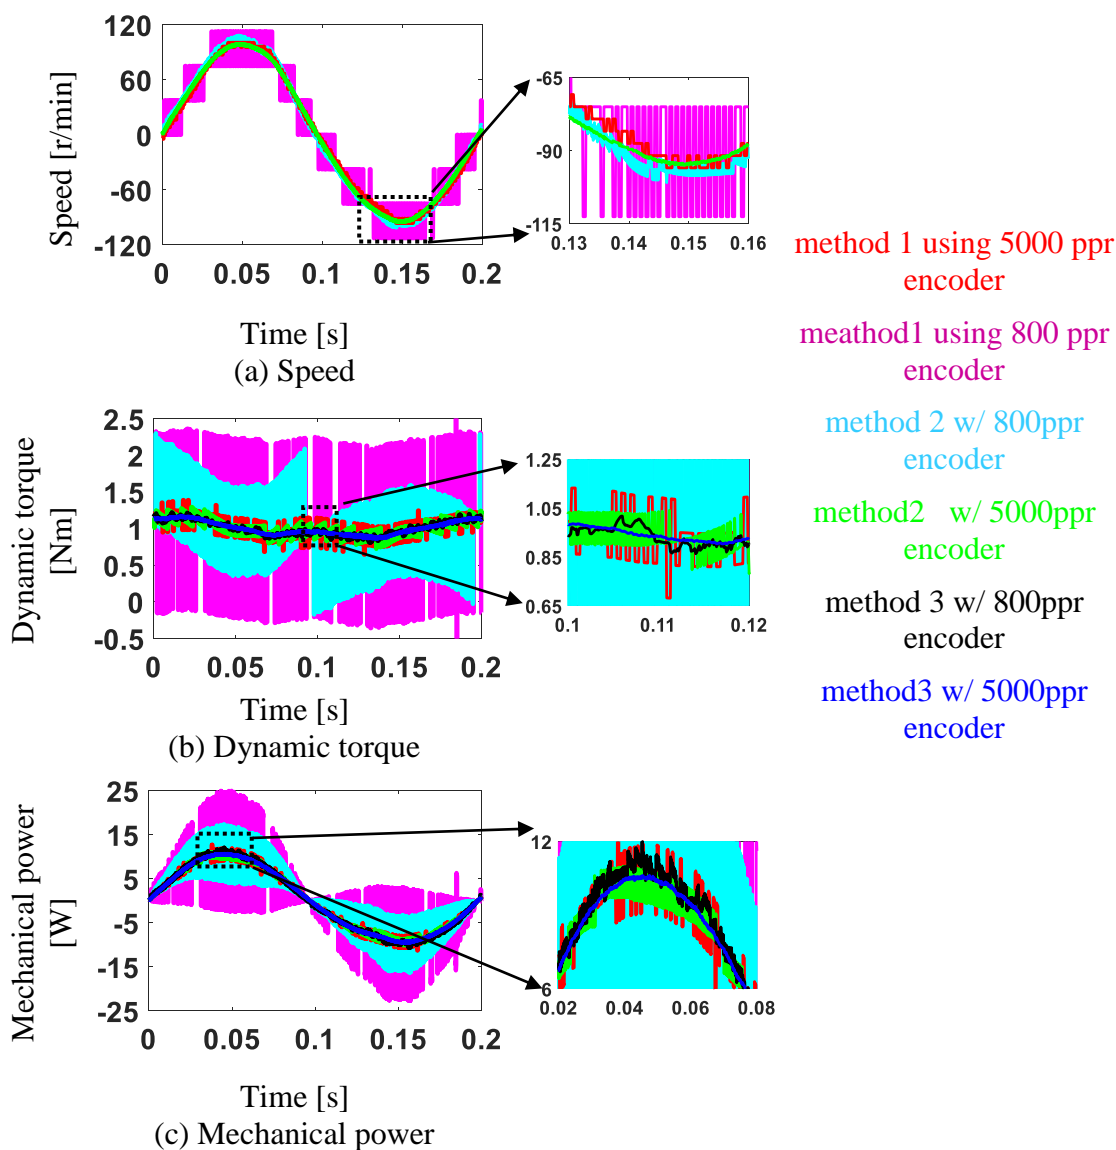 120
60
0
-60
-120
Speed [r/min]
0
0.05
0.1
0.15
0.2
Time [s]
(a) Speed
-65
-90
-115
0.13
0.14
0.15
0.16
method 1 using 5000 ppr
encoder
meathod1 using 800 ppr
encoder
method 2 w/ 800ppr
encoder
method2 w/ 5000ppr
encoder
method 3 w/ 800ppr
encoder
method3 w/ 5000ppr
encoder
2.5
2
1.5
1
0.5
0
-0.5
Dynamic torque
[Nm]
0
0.05
0.1
0.15
0.2
Time [s]
(b) Dynamic torque
1.25
1.05
0.85
0.65
0.1
0.11
0.12
25
15
5
-5
-15
-25
Mechanical power
[W]
0
0.05
0.1
0.15
0.2
Time [s]
(c) Mechanical power
12
6
0.02
0.04
0.06
0.08